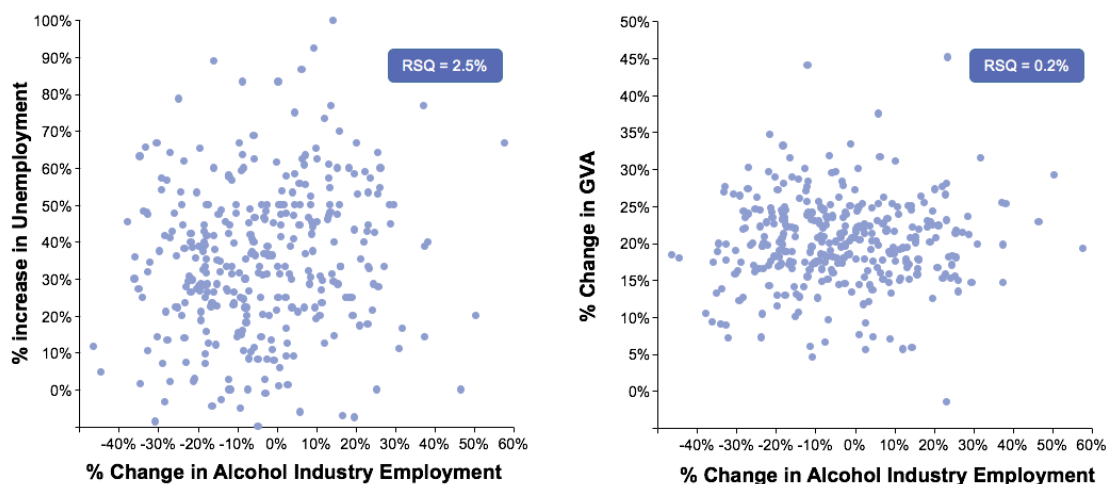 100%
90%
80%
70%
60%
50%
40%
30%
20%
10%
0%
% increase in Unemployment
RSQ = 2.5%
-40% -30% -20% -10% 0% 10% 20% 30% 40% 50% 60%
% Change in Alcohol Industry Employment
50%
45%
40%
35%
30%
25%
20%
15%
10%
5%
0%
% Change in GVA
RSQ = 0.2%
-40% -30% -20% -10% 0% 10% 20% 30% 40% 50% 60%
% Change in Alcohol Industry Employment